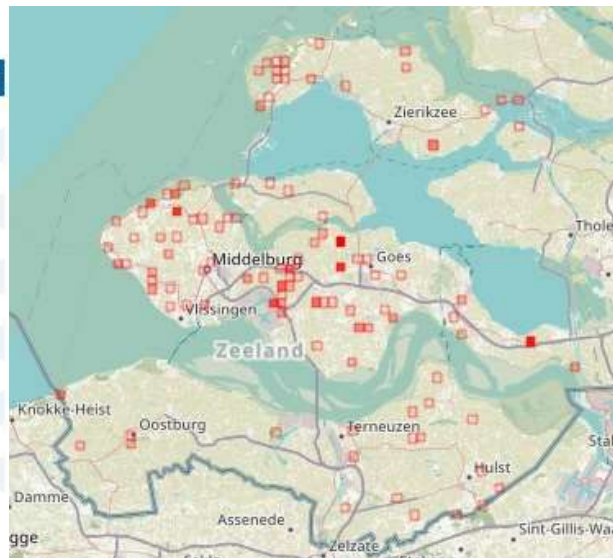 Zierikzee
Thole
Middelburg
Goes
Vlissingen
Zeeland
Knokke-Heist
Oostburg
Terneuzen
Hulst
Sta
Damme
Assenede
Sint-Gillis-Waa
gge
Zelzate